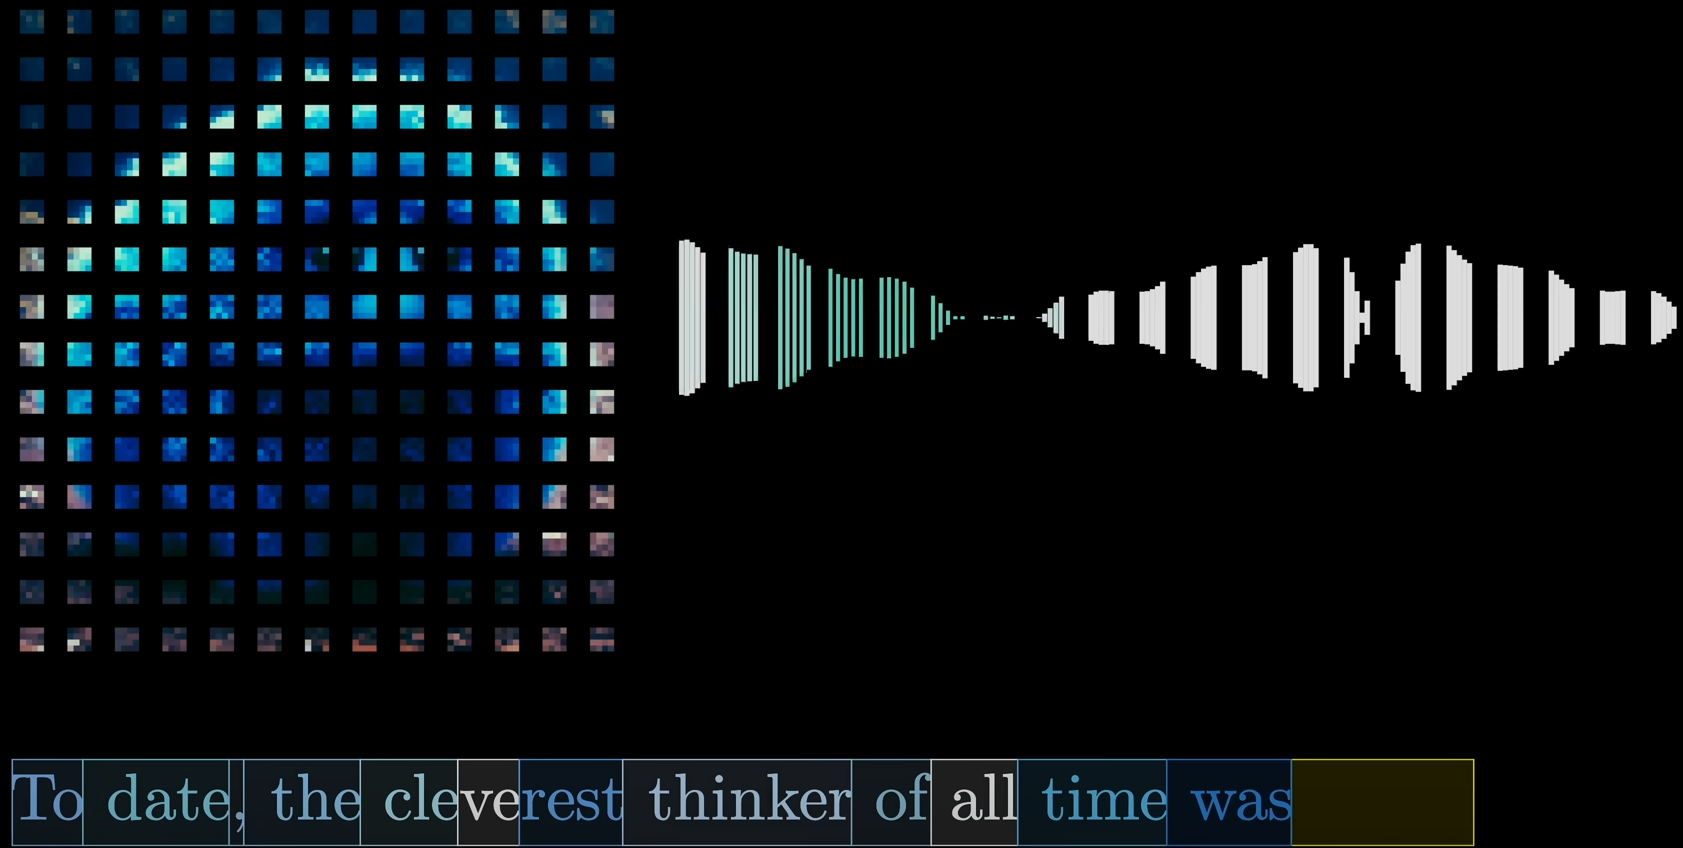 To date, the cleverest thinker of all time was